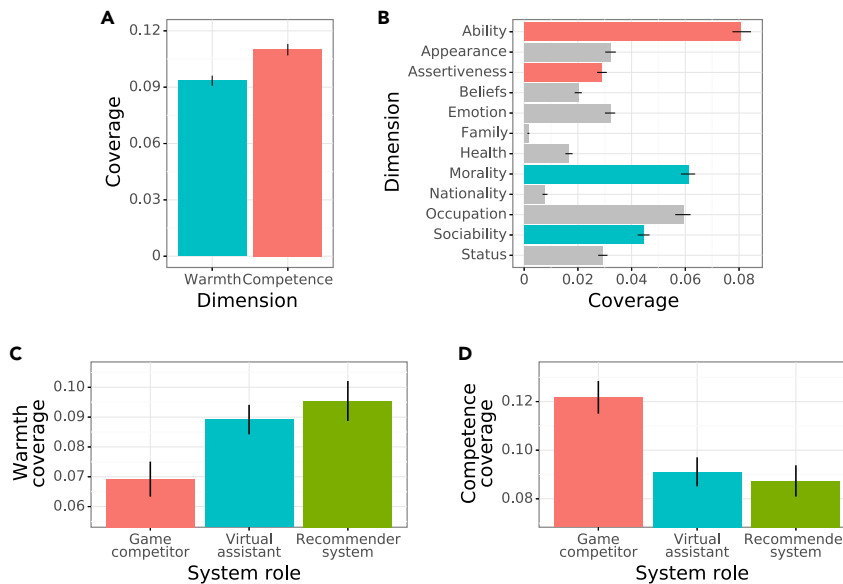 A
Coverage
0.12
0.09
0.06
0.03
0
Warmth Competence
Dimension
B
Dimension
Ability
Appearance
Assertiveness
Beliefs
Emotion
Family
Health
Morality
Nationality
Occupation
Sociability
Status
0 0.02 0.04 0.06 0.08
Coverage
C
Warmth
coverage
0.10
0.09
0.08
0.07
0.06
Game
competitor
Virtual
assistant
Recommender
system
System role
D
Competence
coverage
0.12
0.10
0.08
Game
competitor
Virtual
assistant
Recommender
system
System role